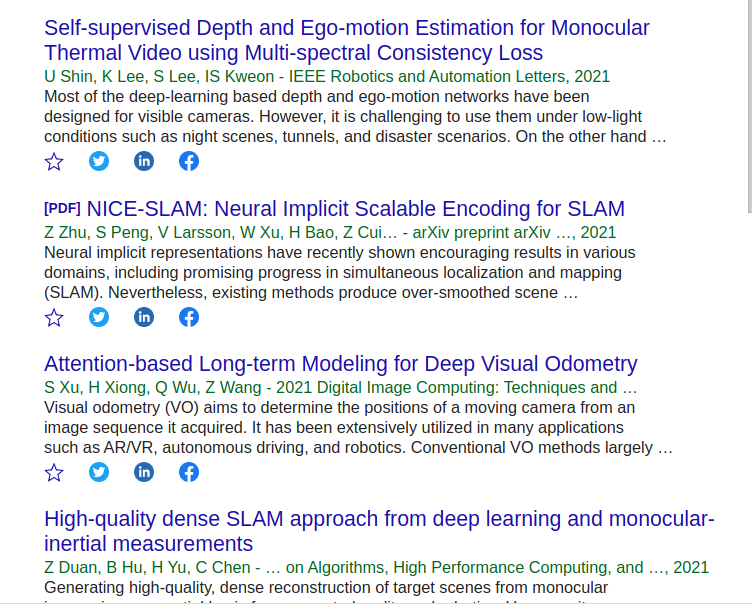 Self-supervised Depth and Ego-motion Estimation for Monocular
Thermal Video using Multi-spectral Consistency Loss
U Shin, K Lee, S Lee, IS Kweon - IEEE Robotics and Automation Letters, 2021
Most of the deep-learning based depth and ego-motion networks have been
designed for visible cameras. However, it is challenging to use them under low-light
conditions such as night scenes, tunnels, and disaster scenarios. On the other hand …
in
[PDF] NICE-SLAM: Neural Implicit Scalable Encoding for SLAM
Z Zhu, S Peng, V Larsson, W Xu, H Bao, Z Cui… - arXiv preprint arXiv …, 2021
Neural implicit representations have recently shown encouraging results in various
domains, including promising progress in simultaneous localization and mapping
(SLAM). Nevertheless, existing methods produce over-smoothed scene …
in
Attention-based Long-term Modeling for Deep Visual Odometry
S Xu, H Xiong, Q Wu, Z Wang - 2021 Digital Image Computing: Techniques and …
Visual odometry (VO) aims to determine the positions of a moving camera from an
image sequence it acquired. It has been extensively utilized in many applications
such as AR/VR, autonomous driving, and robotics. Conventional VO methods largely …
in
High-quality dense SLAM approach from deep learning and monocular-
inertial measurements
Z Duan, B Hu, H Yu, C Chen - … on Algorithms, High Performance Computing, and …, 2021
Generating high-quality, dense reconstruction of target scenes from monocular